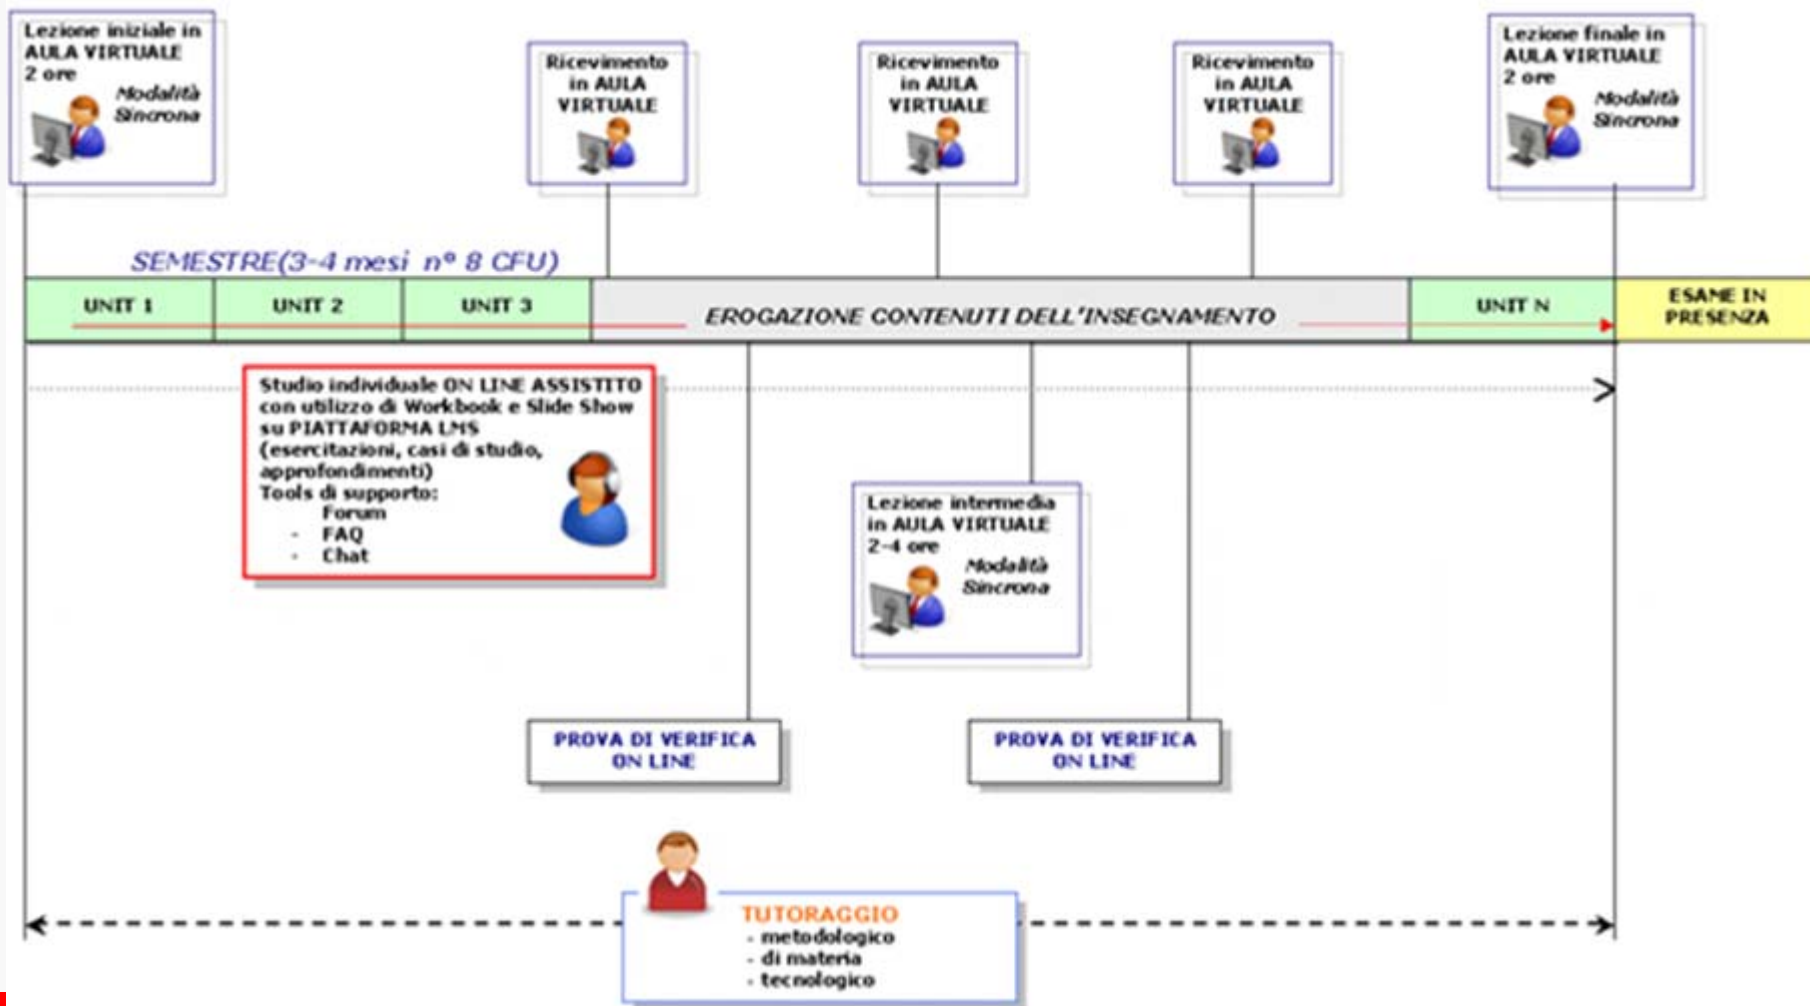 Lezione iniziale in
AULA VIRTUALE
2 ore
Modalità
Sincrona
Ricevimento
in AULA
VIRTUALE
Ricevimento
in AULA
VIRTUALE
Ricevimento
in AULA
VIRTUALE
Lezione finale in
AULA VIRTUALE
2 ore
Modalità
Sincrona
SEMESTRE(3-4 mesi n° 8 CFU)
UNIT 1
UNIT 2
UNIT 3
EROGAZIONE CONTENUTI DELL'INSEGNAMENTO
UNIT N
ESAME IN
PRESENZA
Studio individuale ON LINE ASSISTITO
con utilizzo di Workbook e Slide Show
su PIATTAFORMA LMS
(esercitazioni, casi di studio,
approfondimenti)
Tools di supporto:
Forum
- FAQ
- Chat
Lezione intermedia
in AULA VIRTUALE
2-4 ore
Modalità
Sincrona
PROVA DI VERIFICA
ON LINE
PROVA DI VERIFICA
ON LINE
TUTORAGGIO
- metodologico
- di materia
- tecnologico